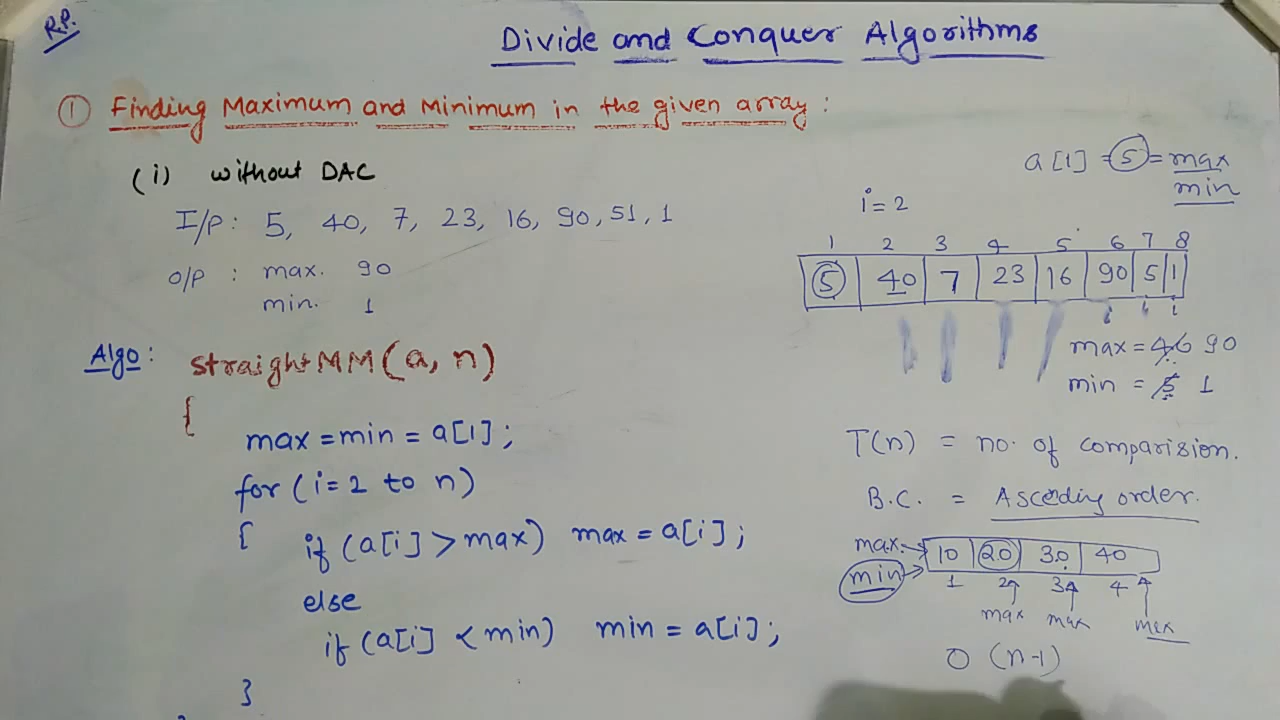 R.P.
Divide and Conquer Algorithms
① Finding Maximum and Minimum in the given array :
(i) without DAC
I/P : 5, 40, 7, 23, 16, 90, 51, 1
O/P : max. 90
min. 1
Algo : StraightMM(a, n)
{
max = min = a[1];
for (i = 2 to n)
{ if (a[i] > max) max = a[i];
else
if (a[i] < min) min = a[i];
}
a[1] = 5 = max
min
i = 2
1 2 3 4 5 6 7 8
5 40 7 23 16 90 51 1
i i i
max = 40 90
min = 5 1
T(n) = no. of comparision.
B.C. = Ascediy order.
max. → 10 20 30 40
min → 1 2 3 4
max max max
O (n-1)